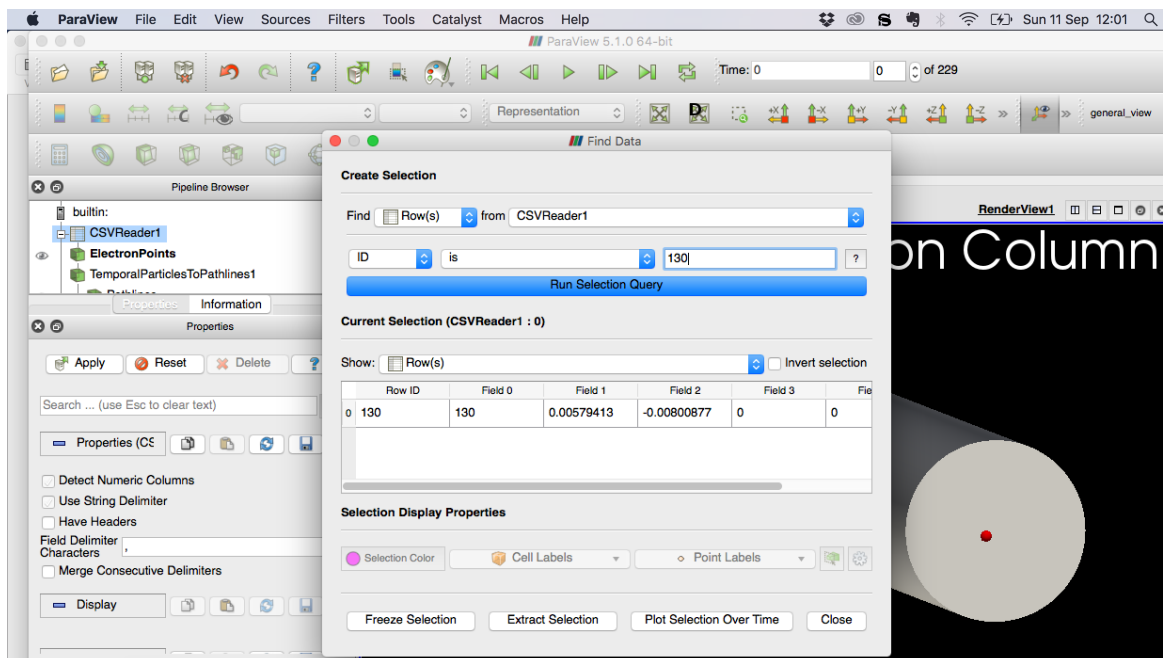 ParaView File Edit View Sources Filters Tools Catalyst Macros Help Sun 11 Sep 12:01
ParaView 5.1.0 64-bit
Time: 0 0 of 229
Representation +X -X +Y -Y +Z -Z general_view
Find Data
Pipeline Browser
builtin:
CSVReader1
ElectronPoints
TemporalParticlesToPathlines1
Properties Information
Properties
Apply Reset Delete ?
Search ... (use Esc to clear text)
Properties (CS
Detect Numeric Columns
Use String Delimiter
Have Headers
Field Delimiter
Characters ,
Merge Consecutive Delimiters
Display
Create Selection
Find Row(s) from CSVReader1
ID is 130 ?
Run Selection Query
Current Selection (CSVReader1 : 0)
Show: Row(s) Invert selection
Row ID Field 0 Field 1 Field 2 Field 3 Fie
0 130 130 0.00579413 -0.00800877 0 0
Selection Display Properties
Selection Color Cell Labels Point Labels
Freeze Selection Extract Selection Plot Selection Over Time Close
RenderView1
on Column